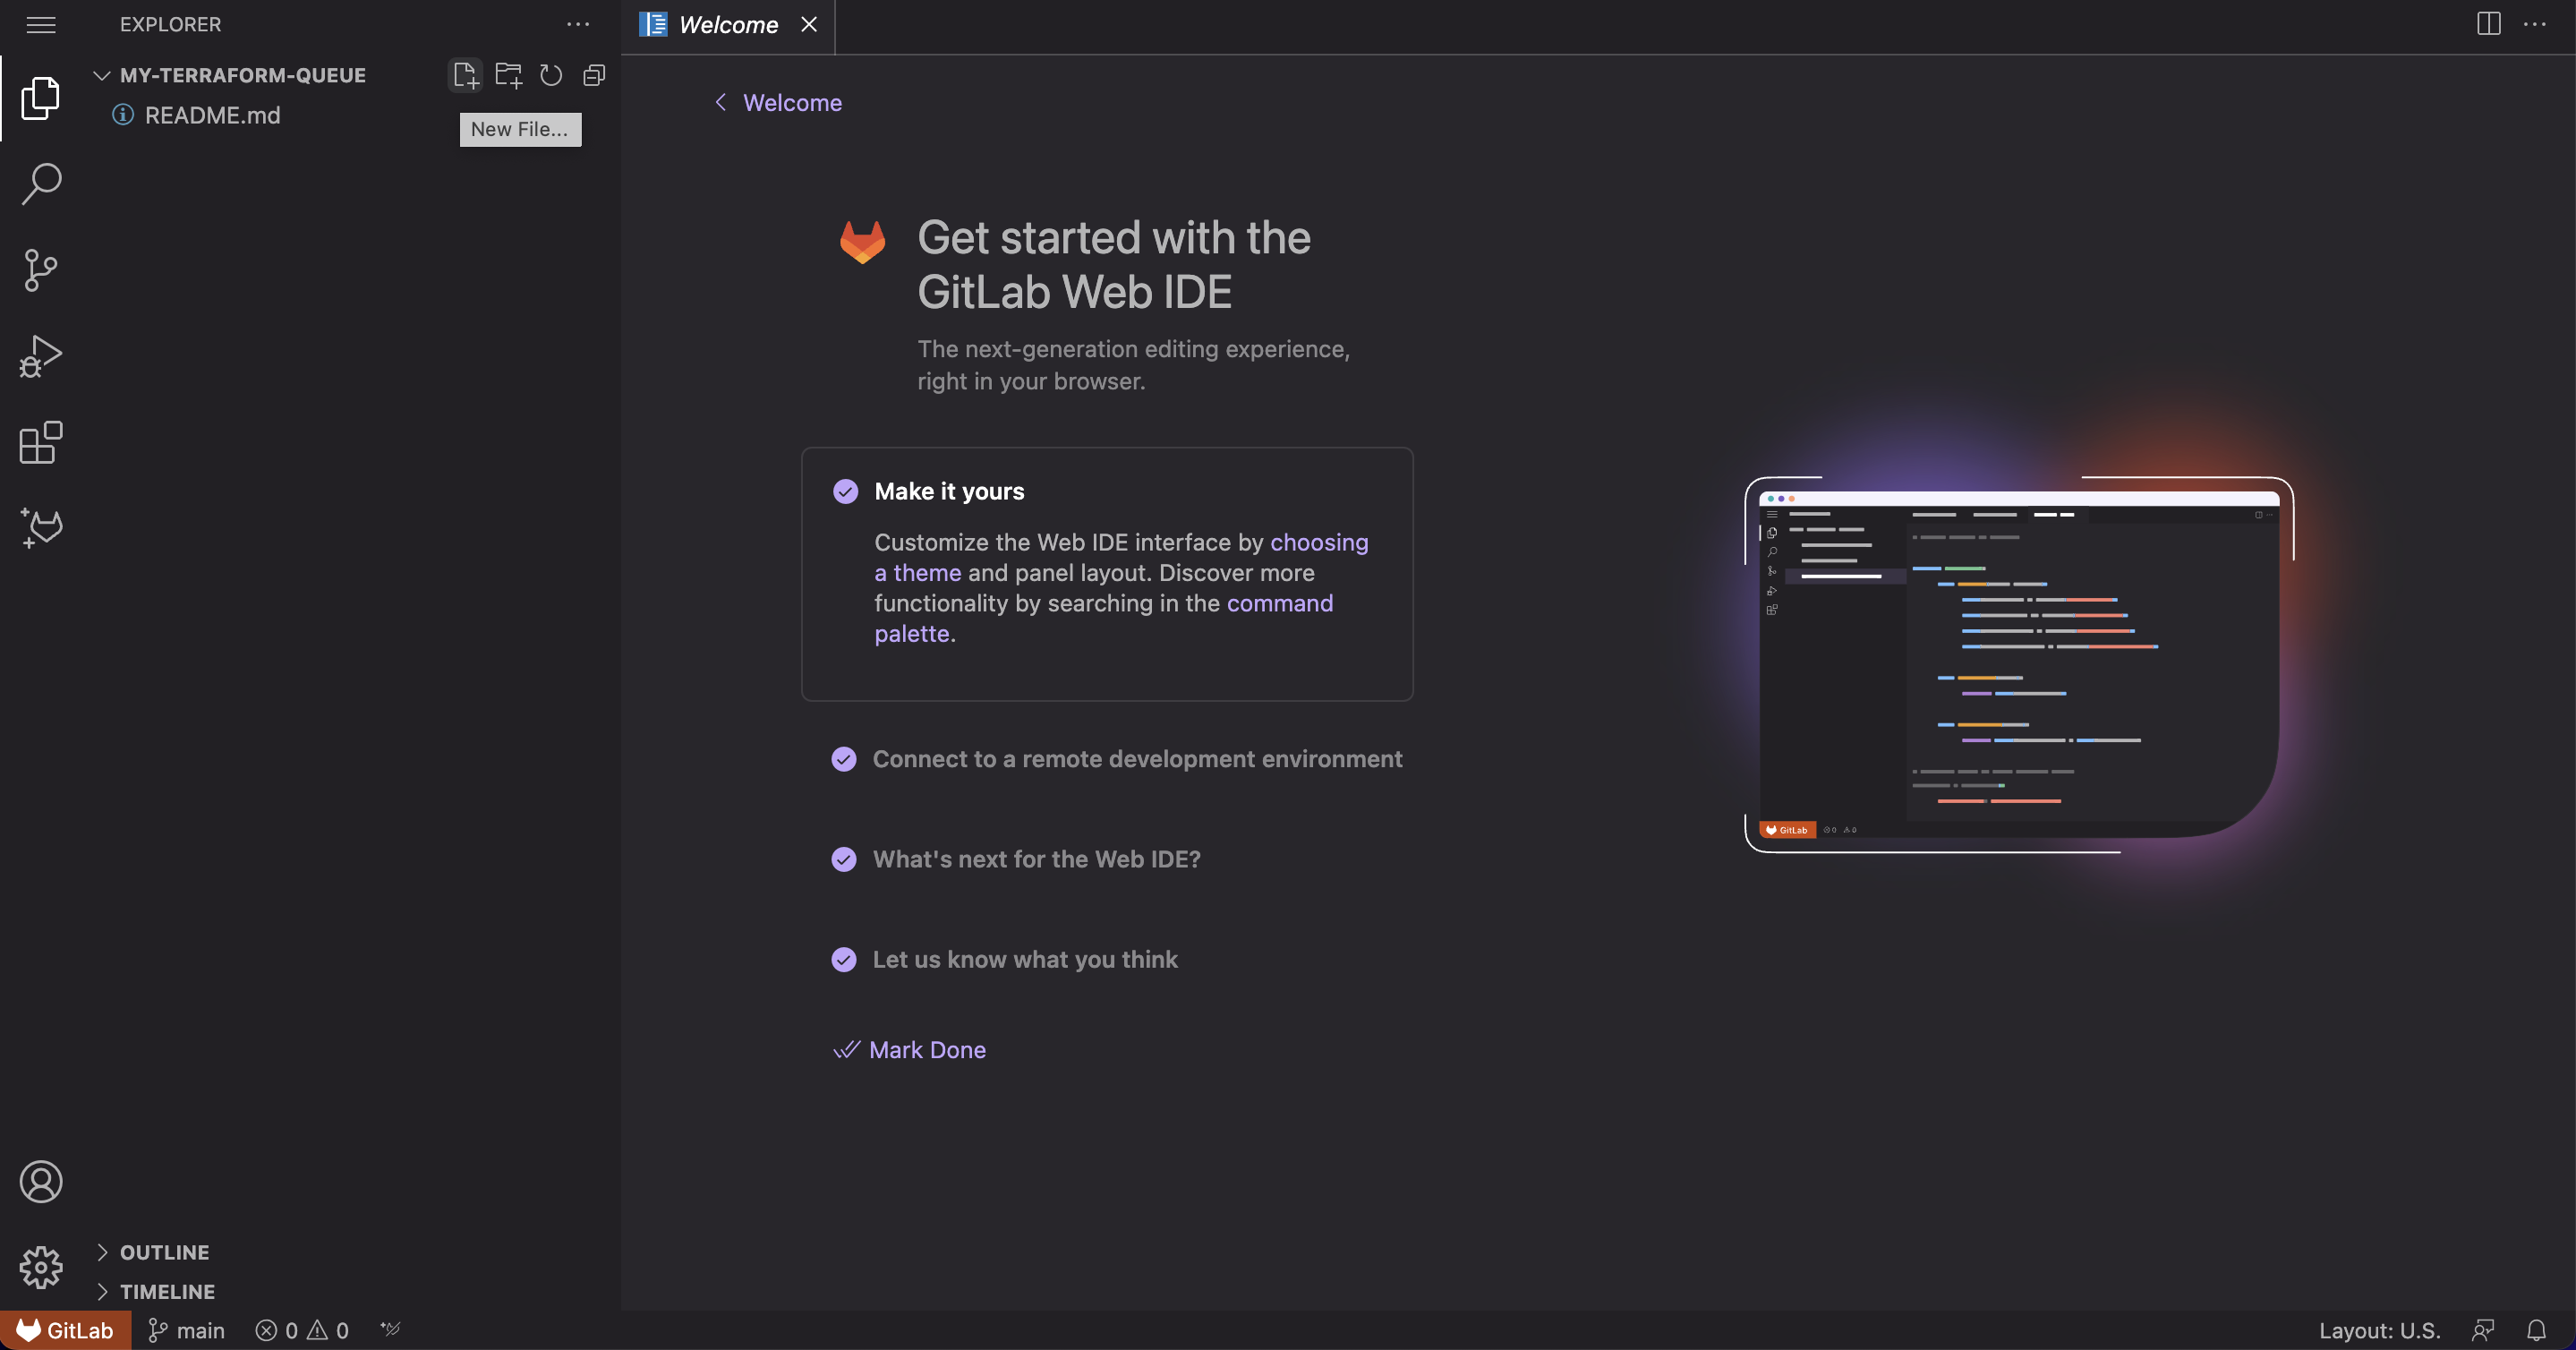 EXPLORER
Welcome
MY-TERRAFORM-QUEUE
README.md
New File...
Welcome
Get started with the
GitLab Web IDE
The next-generation editing experience,
right in your browser.
Make it yours
Customize the Web IDE interface by choosing
a theme and panel layout. Discover more
functionality by searching in the command
palette.
Connect to a remote development environment
What's next for the Web IDE?
Let us know what you think
Mark Done
GitLab 0 0
OUTLINE
TIMELINE
GitLab main 0 0
Layout: U.S.